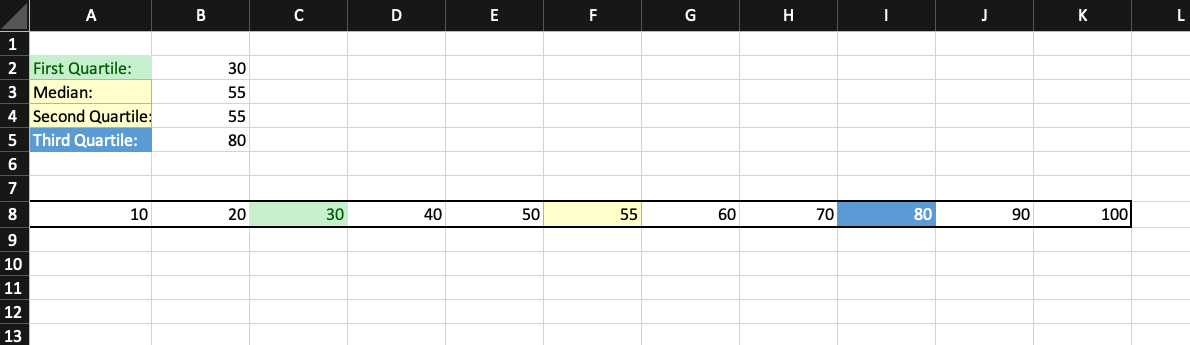 A B C D E F G H I J K L
1
2 First Quartile: 30
3 Median: 55
4 Second Quartile: 55
5 Third Quartile: 80
6
7
8 10 20 30 40 50 55 60 70 80 90 100
9
10
11
12
13